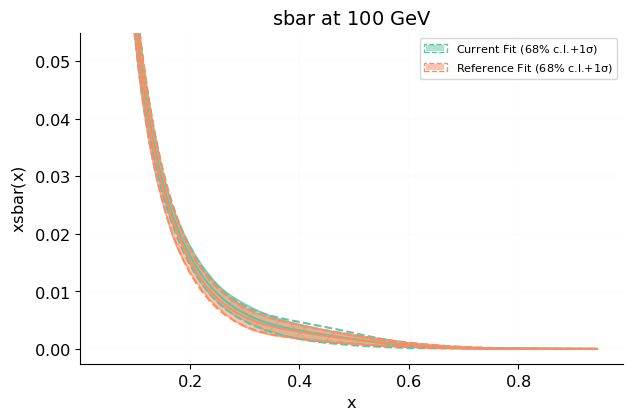 sbar at 100 GeV
Current Fit (68% c.l.+1σ)
Reference Fit (68% c.l.+1σ)
xsbar(x)
0.05
0.04
0.03
0.02
0.01
0.00
0.2 0.4 0.6 0.8
x